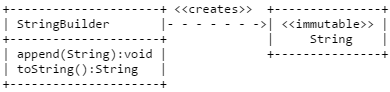 +---------------------+ <<creates>> +---------------+
| StringBuilder       |- - - - - - ->| <<immutable>> |
+---------------------+              |    String     |
| append(String):void |              +---------------+
| toString():String   |
+---------------------+